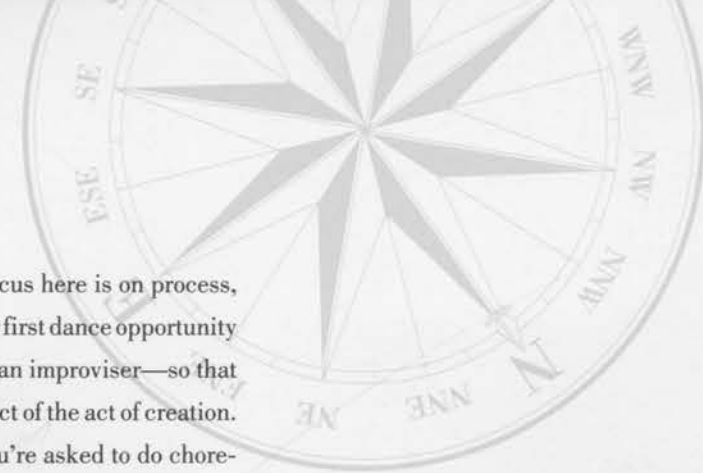 SE
WNW
ESE
NW
NNW
E
N
ENE
NE
NNE
cus here is on process,
first dance opportunity
an improviser—so that
ct of the act of creation.
u're asked to do chore-